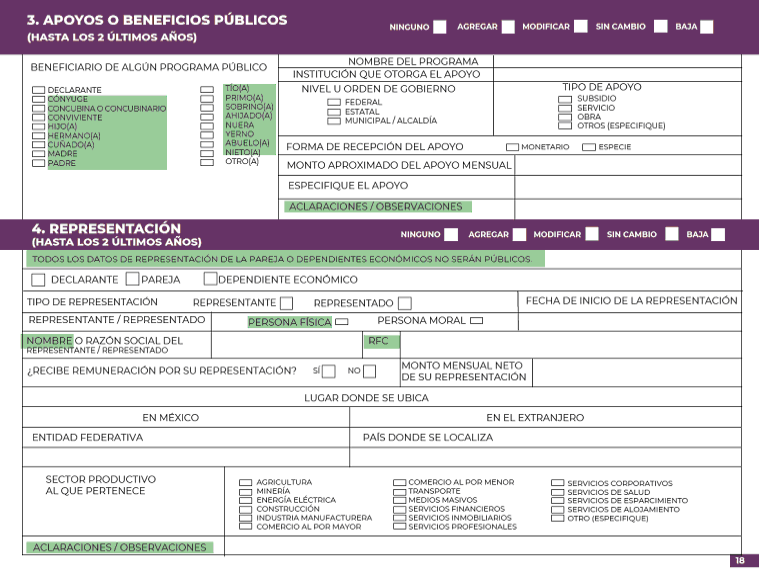 3. APOYOS O BENEFICIOS PÚBLICOS
(HASTA LOS 2 ÚLTIMOS AÑOS)
NINGUNO AGREGAR MODIFICAR SIN CAMBIO BAJA
BENEFICIARIO DE ALGÚN PROGRAMA PÚBLICO
DECLARANTE
CÓNYUGE
CONCUBINA O CONCUBINARIO
CONVIVIENTE
HIJO(A)
HERMANO(A)
CUÑADO(A)
MADRE
PADRE
TÍO(A)
PRIMO(A)
SOBRINO(A)
AHIJADO(A)
NUERA
YERNO
ABUELO(A)
NIETO(A)
OTRO(A)
NOMBRE DEL PROGRAMA
INSTITUCIÓN QUE OTORGA EL APOYO
NIVEL U ORDEN DE GOBIERNO
FEDERAL
ESTATAL
MUNICIPAL / ALCALDÍA
TIPO DE APOYO
SUBSIDIO
SERVICIO
OBRA
OTROS (ESPECIFIQUE)
FORMA DE RECEPCIÓN DEL APOYO
MONETARIO ESPECIE
MONTO APROXIMADO DEL APOYO MENSUAL
ESPECIFIQUE EL APOYO
ACLARACIONES / OBSERVACIONES
4. REPRESENTACIÓN
(HASTA LOS 2 ÚLTIMOS AÑOS)
NINGUNO AGREGAR MODIFICAR SIN CAMBIO BAJA
TODOS LOS DATOS DE REPRESENTACIÓN DE LA PAREJA O DEPENDIENTES ECONÓMICOS NO SERÁN PÚBLICOS.
DECLARANTE PAREJA DEPENDIENTE ECONÓMICO
TIPO DE REPRESENTACIÓN REPRESENTANTE REPRESENTADO FECHA DE INICIO DE LA REPRESENTACIÓN
REPRESENTANTE / REPRESENTADO PERSONA FÍSICA PERSONA MORAL
NOMBRE O RAZÓN SOCIAL DEL
REPRESENTANTE / REPRESENTADO
RFC
¿RECIBE REMUNERACIÓN POR SU REPRESENTACIÓN? SÍ NO
MONTO MENSUAL NETO
DE SU REPRESENTACIÓN
LUGAR DONDE SE UBICA
EN MÉXICO EN EL EXTRANJERO
ENTIDAD FEDERATIVA PAÍS DONDE SE LOCALIZA
SECTOR PRODUCTIVO
AL QUE PERTENECE
AGRICULTURA
MINERÍA
ENERGÍA ELÉCTRICA
CONSTRUCCIÓN
INDUSTRIA MANUFACTURERA
COMERCIO AL POR MAYOR
COMERCIO AL POR MENOR
TRANSPORTE
MEDIOS MASIVOS
SERVICIOS FINANCIEROS
SERVICIOS INMOBILIARIOS
SERVICIOS PROFESIONALES
SERVICIOS CORPORATIVOS
SERVICIOS DE SALUD
SERVICIOS DE ESPARCIMIENTO
SERVICIOS DE ALOJAMIENTO
OTRO (ESPECIFIQUE)
ACLARACIONES / OBSERVACIONES
18